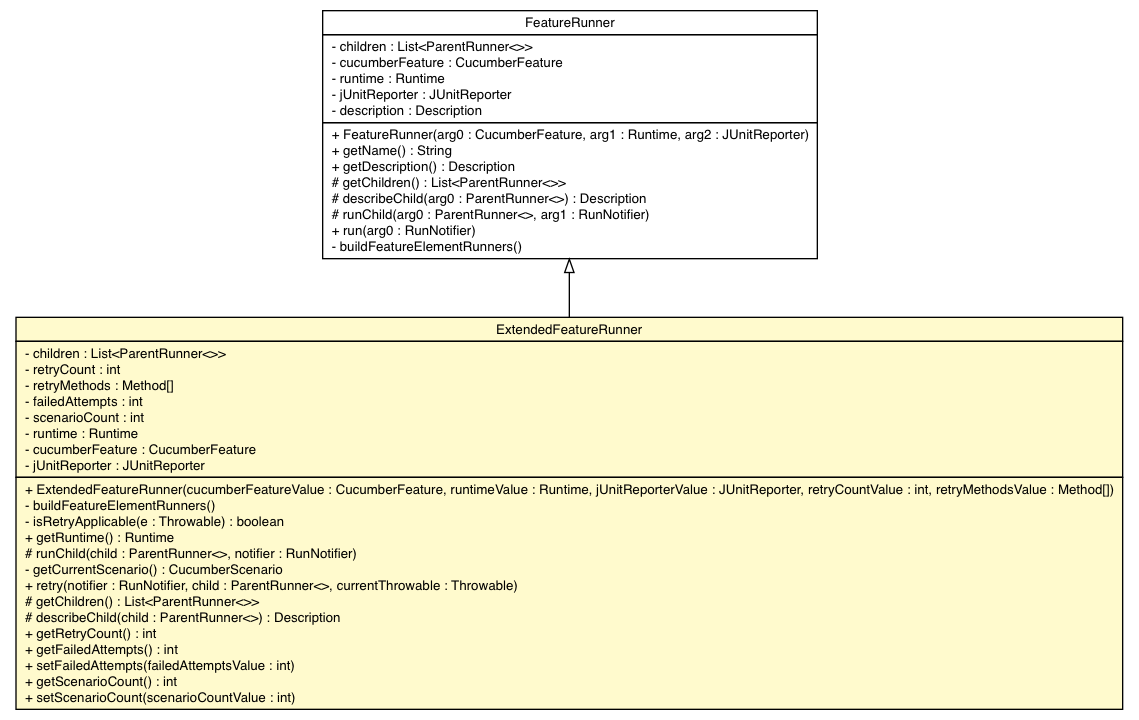 FeatureRunner
- children : List<ParentRunner<>>
- cucumberFeature : CucumberFeature
- runtime : Runtime
- jUnitReporter : JUnitReporter
- description : Description
+ FeatureRunner(arg0 : CucumberFeature, arg1 : Runtime, arg2 : JUnitReporter)
+ getName() : String
+ getDescription() : Description
# getChildren() : List<ParentRunner<>>
# describeChild(arg0 : ParentRunner<>) : Description
# runChild(arg0 : ParentRunner<>, arg1 : RunNotifier)
+ run(arg0 : RunNotifier)
- buildFeatureElementRunners()
ExtendedFeatureRunner
- children : List<ParentRunner<>>
- retryCount : int
- retryMethods : Method[]
- failedAttempts : int
- scenarioCount : int
- runtime : Runtime
- cucumberFeature : CucumberFeature
- jUnitReporter : JUnitReporter
+ ExtendedFeatureRunner(cucumberFeatureValue : CucumberFeature, runtimeValue : Runtime, jUnitReporterValue : JUnitReporter, retryCountValue : int, retryMethodsValue : Method[])
- buildFeatureElementRunners()
- isRetryApplicable(e : Throwable) : boolean
+ getRuntime() : Runtime
# runChild(child : ParentRunner<>, notifier : RunNotifier)
- getCurrentScenario() : CucumberScenario
+ retry(notifier : RunNotifier, child : ParentRunner<>, currentThrowable : Throwable)
# getChildren() : List<ParentRunner<>>
# describeChild(child : ParentRunner<>) : Description
+ getRetryCount() : int
+ getFailedAttempts() : int
+ setFailedAttempts(failedAttemptsValue : int)
+ getScenarioCount() : int
+ setScenarioCount(scenarioCountValue : int)